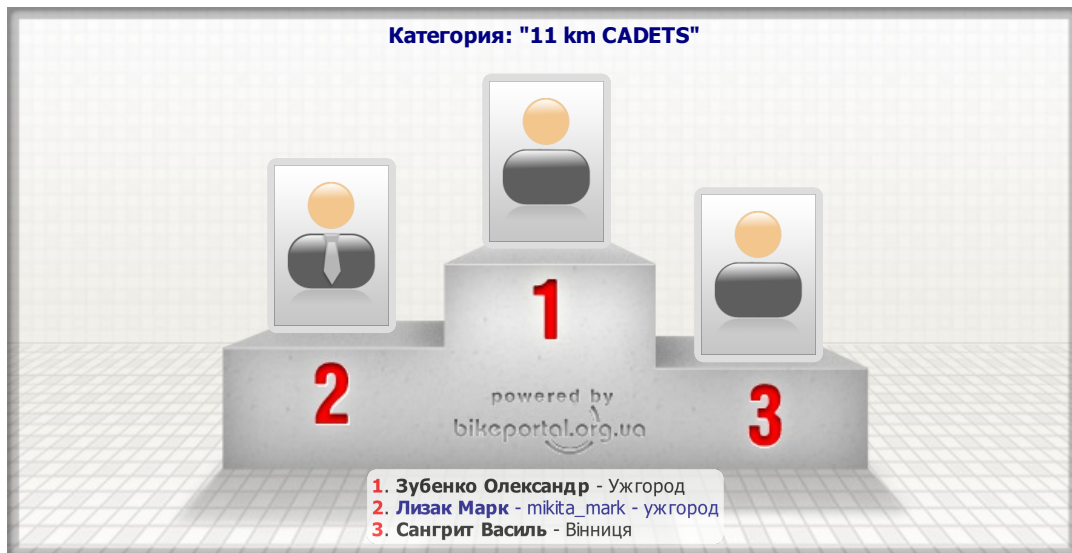 Категория: "11 km CADETS"
1
2
3
powered by
bikeportal.org.ua
1. Зубенко Олександр - Ужгород
2. Лизак Марк - mikita_mark - ужгород
3. Сангрит Василь - Вінниця